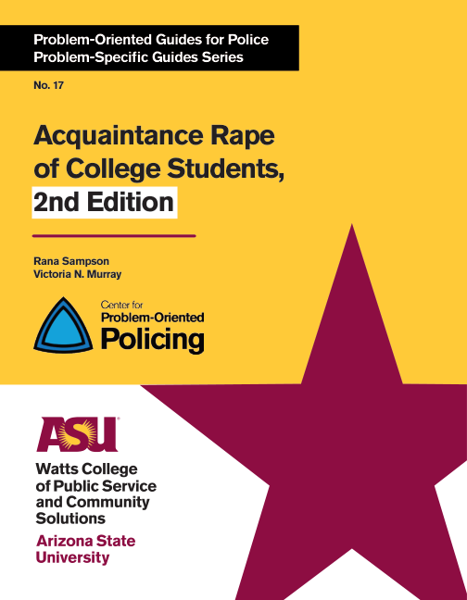 Problem-Oriented Guides for Police
Problem-Specific Guides Series
No. 17
Acquaintance Rape
of College Students,
2nd Edition
Rana Sampson
Victoria N. Murray
Center for
Problem-Oriented
Policing
ASU
Watts College
of Public Service
and Community
Solutions
Arizona State
University